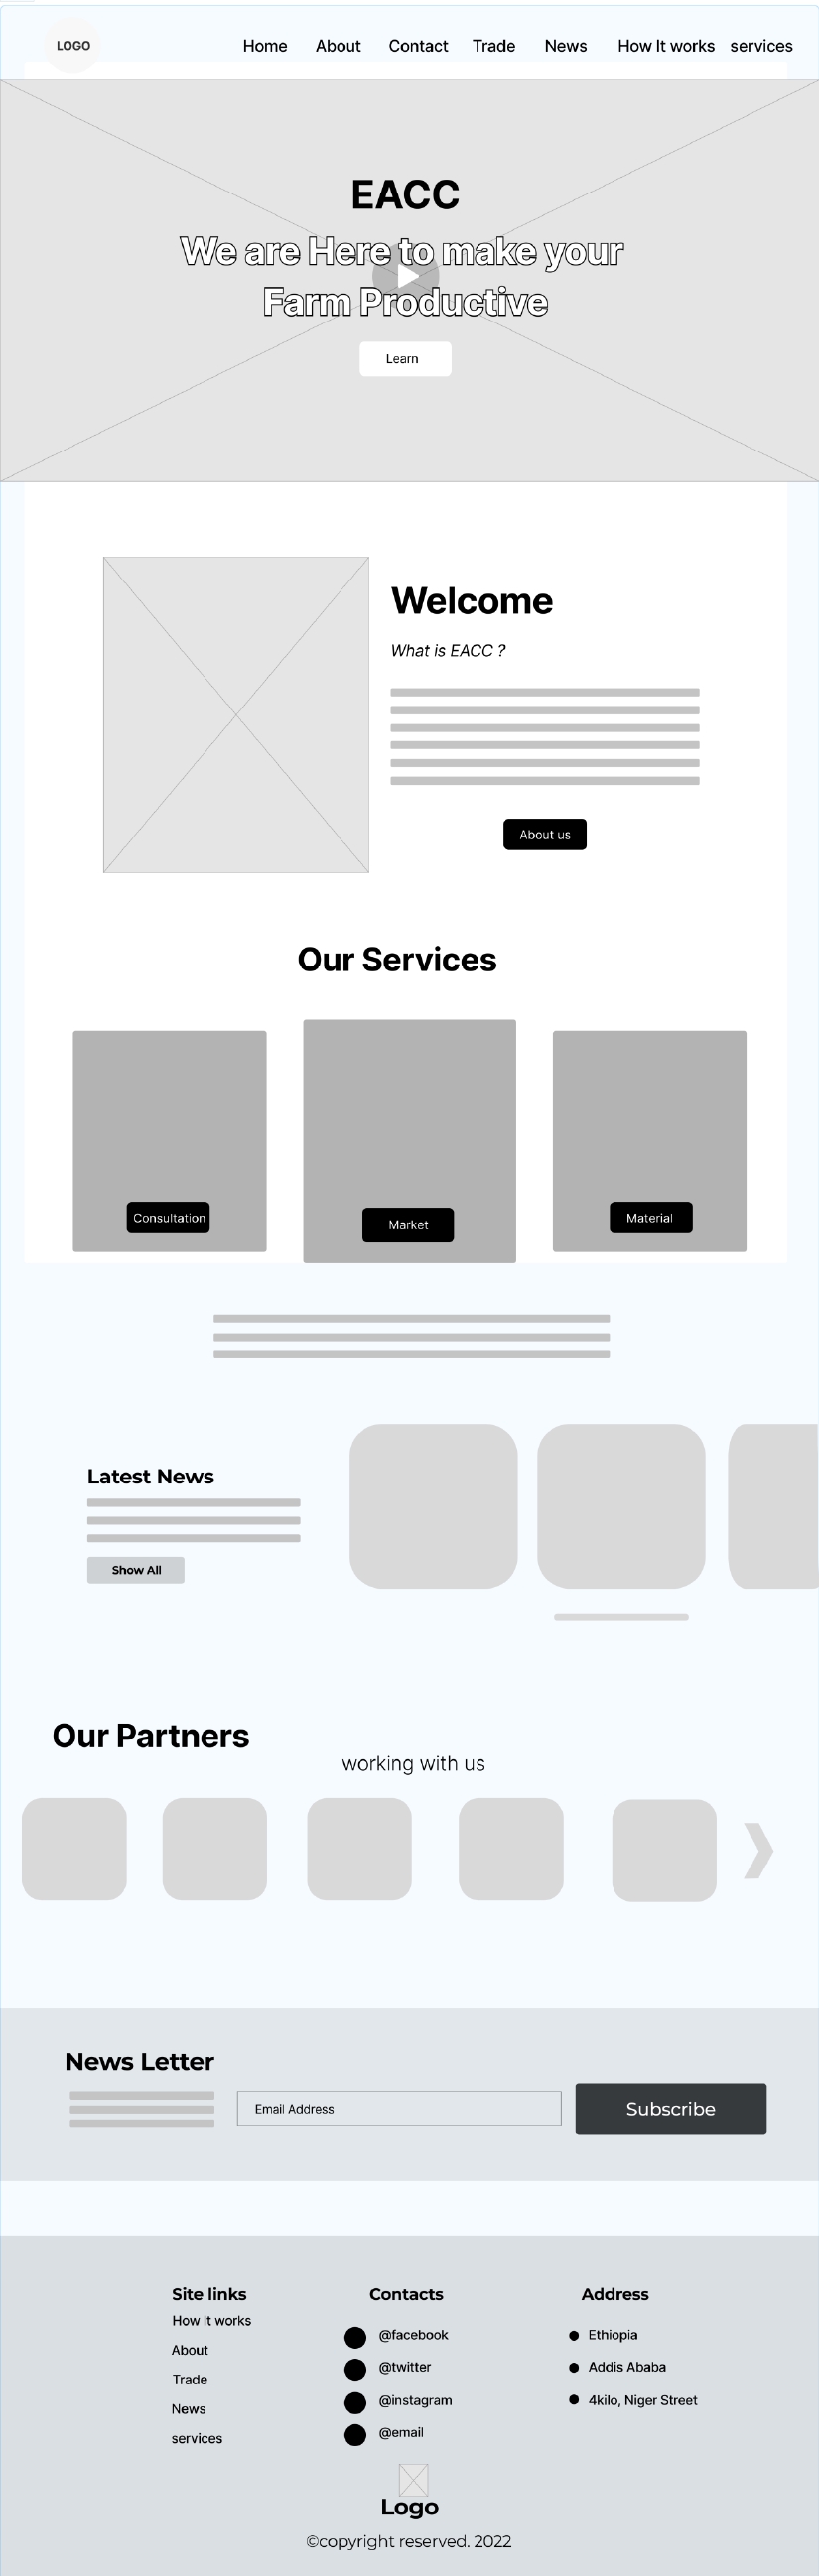 LOGO
Home About Contact Trade News How It works services
EACC
We are Here to make your
Farm Productive
Learn
Welcome
What is EACC ?
About us
Our Services
Consultation
Market
Material
Latest News
Show All
Our Partners
working with us
News Letter
Email Address
Subscribe
Site links
How It works
About
Trade
News
services
Contacts
@facebook
@twitter
@instagram
@email
Address
Ethiopia
Addis Ababa
4kilo, Niger Street
Logo
©copyright reserved. 2022